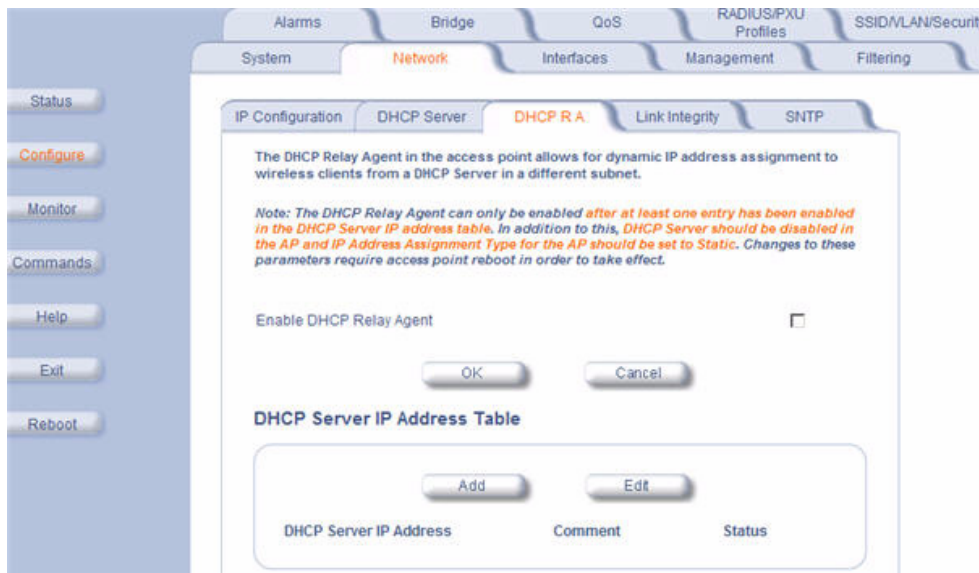 Alarms
Bridge
QoS
RADIUS/PXU
Profiles
SSID/VLAN/Securit
System
Network
Interfaces
Management
Filtering
Status
Configure
Monitor
Commands
Help
Exit
Reboot
IP Configuration
DHCP Server
DHCP R A
Link Integrity
SNTP
The DHCP Relay Agent in the access point allows for dynamic IP address assignment to
wireless clients from a DHCP Server in a different subnet.
Note: The DHCP Relay Agent can only be enabled after at least one entry has been enabled
in the DHCP Server IP address table. In addition to this, DHCP Server should be disabled in
the AP and IP Address Assignment Type for the AP should be set to Static. Changes to these
parameters require access point reboot in order to take effect.
Enable DHCP Relay Agent
OK
Cancel
DHCP Server IP Address Table
Add
Edit
DHCP Server IP Address
Comment
Status